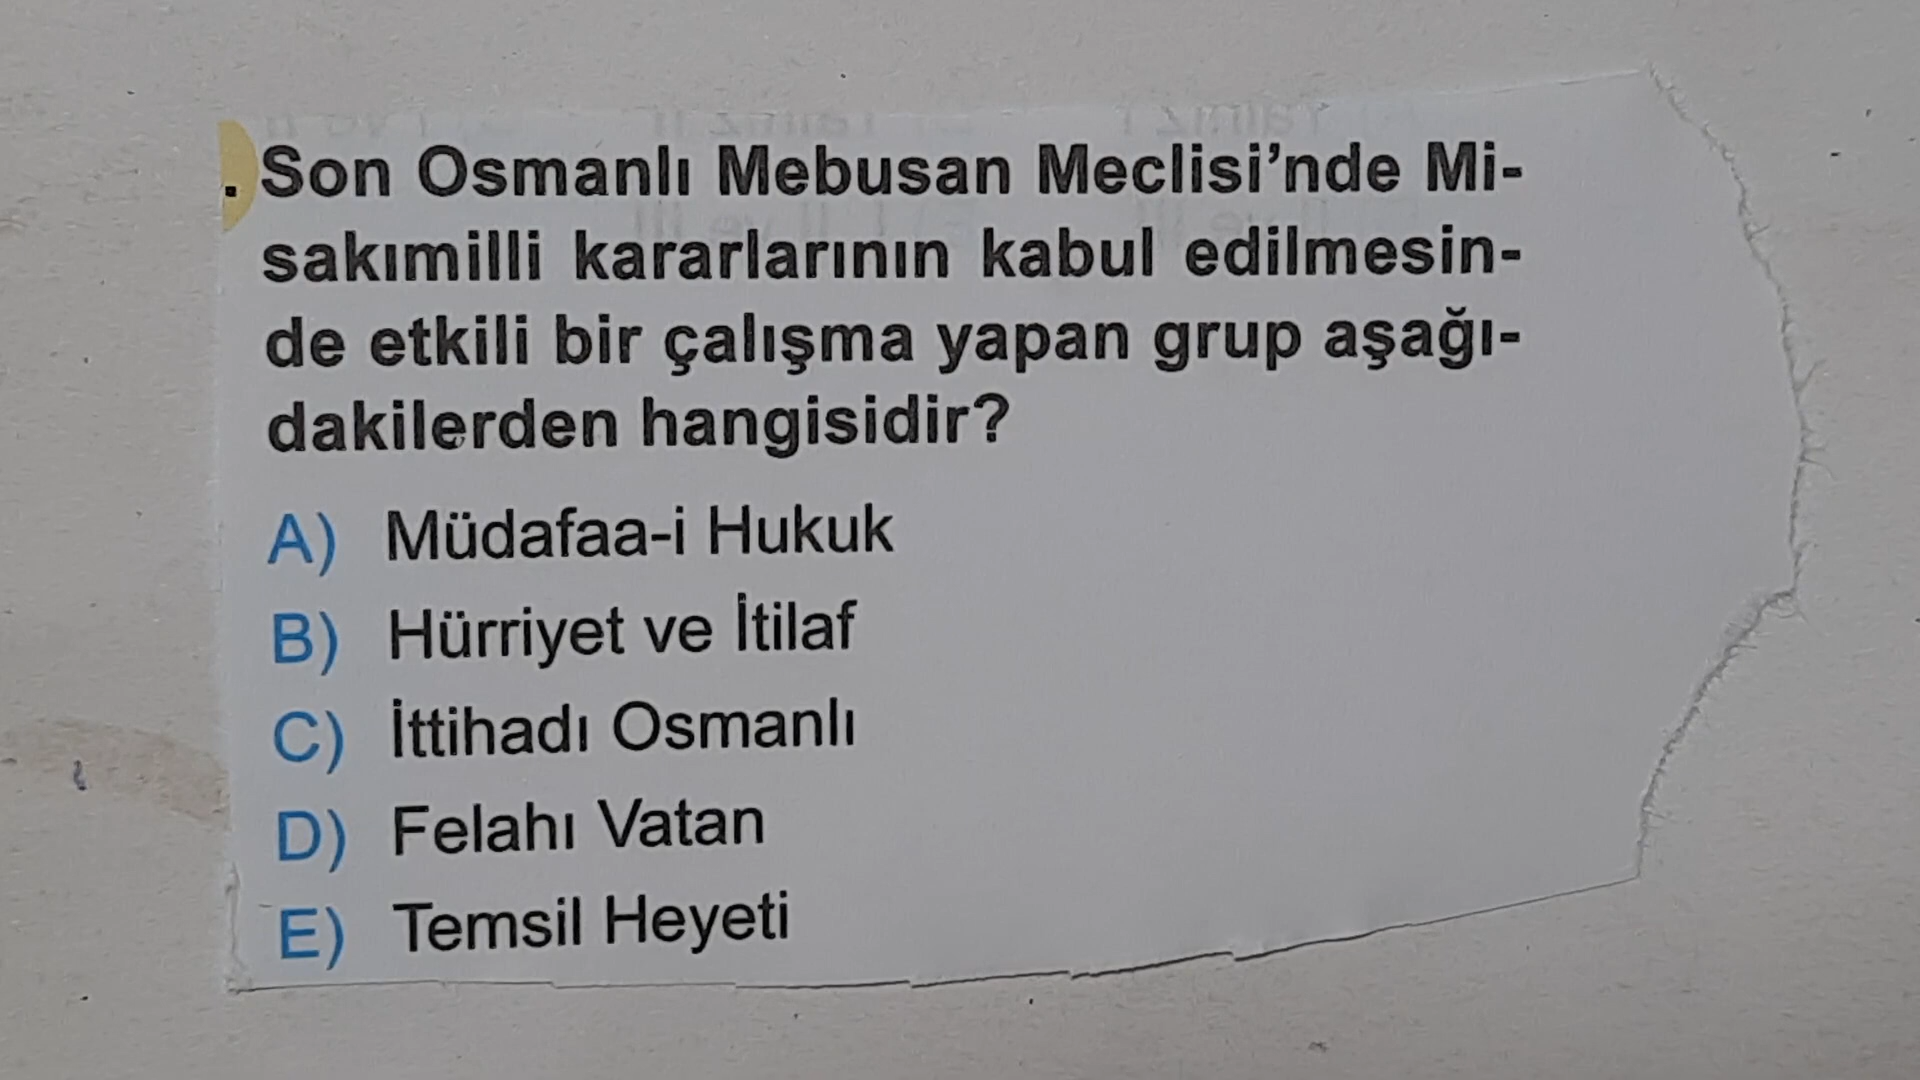 . Son Osmanlı Mebusan Meclisi’nde Mi-
sakımilli kararlarının kabul edilmesin-
de etkili bir çalışma yapan grup aşağı-
dakilerden hangisidir?
A) Müdafaa-i Hukuk
B) Hürriyet ve İtilaf
C) İttihadı Osmanlı
D) Felahı Vatan
E) Temsil Heyeti